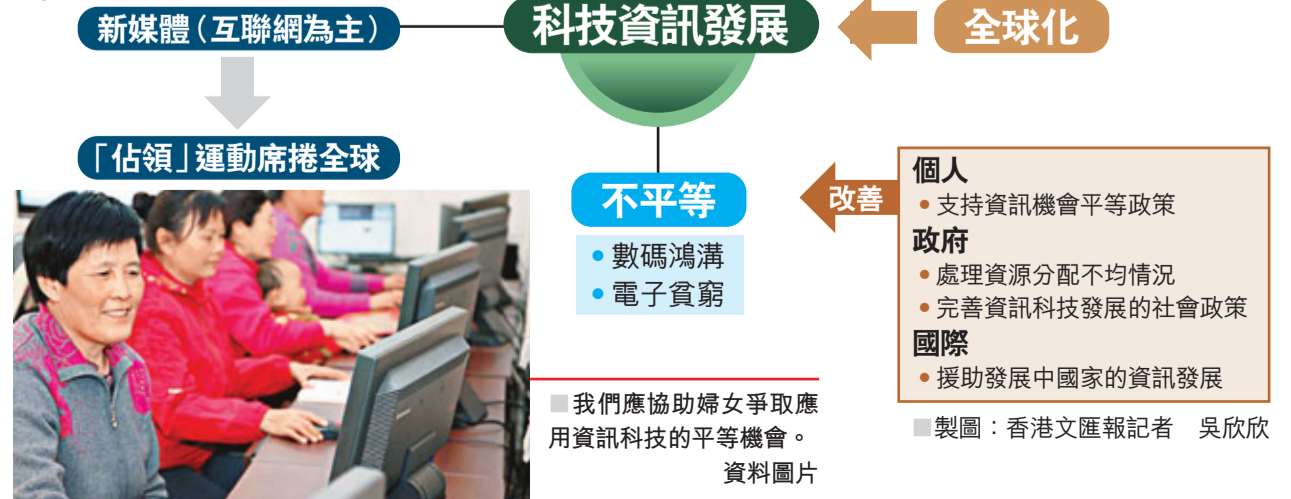 新媒體（互聯網為主）
科技資訊發展
全球化
「佔領」運動席捲全球
不平等
•數碼鴻溝
•電子貧窮
改善
個人
•支持資訊機會平等政策
政府
•處理資源分配不均情況
•完善資訊科技發展的社會政策
國際
•援助發展中國家的資訊發展
■我們應協助婦女爭取應
用資訊科技的平等機會。
資料圖片
■製圖：香港文匯報記者　吳欣欣